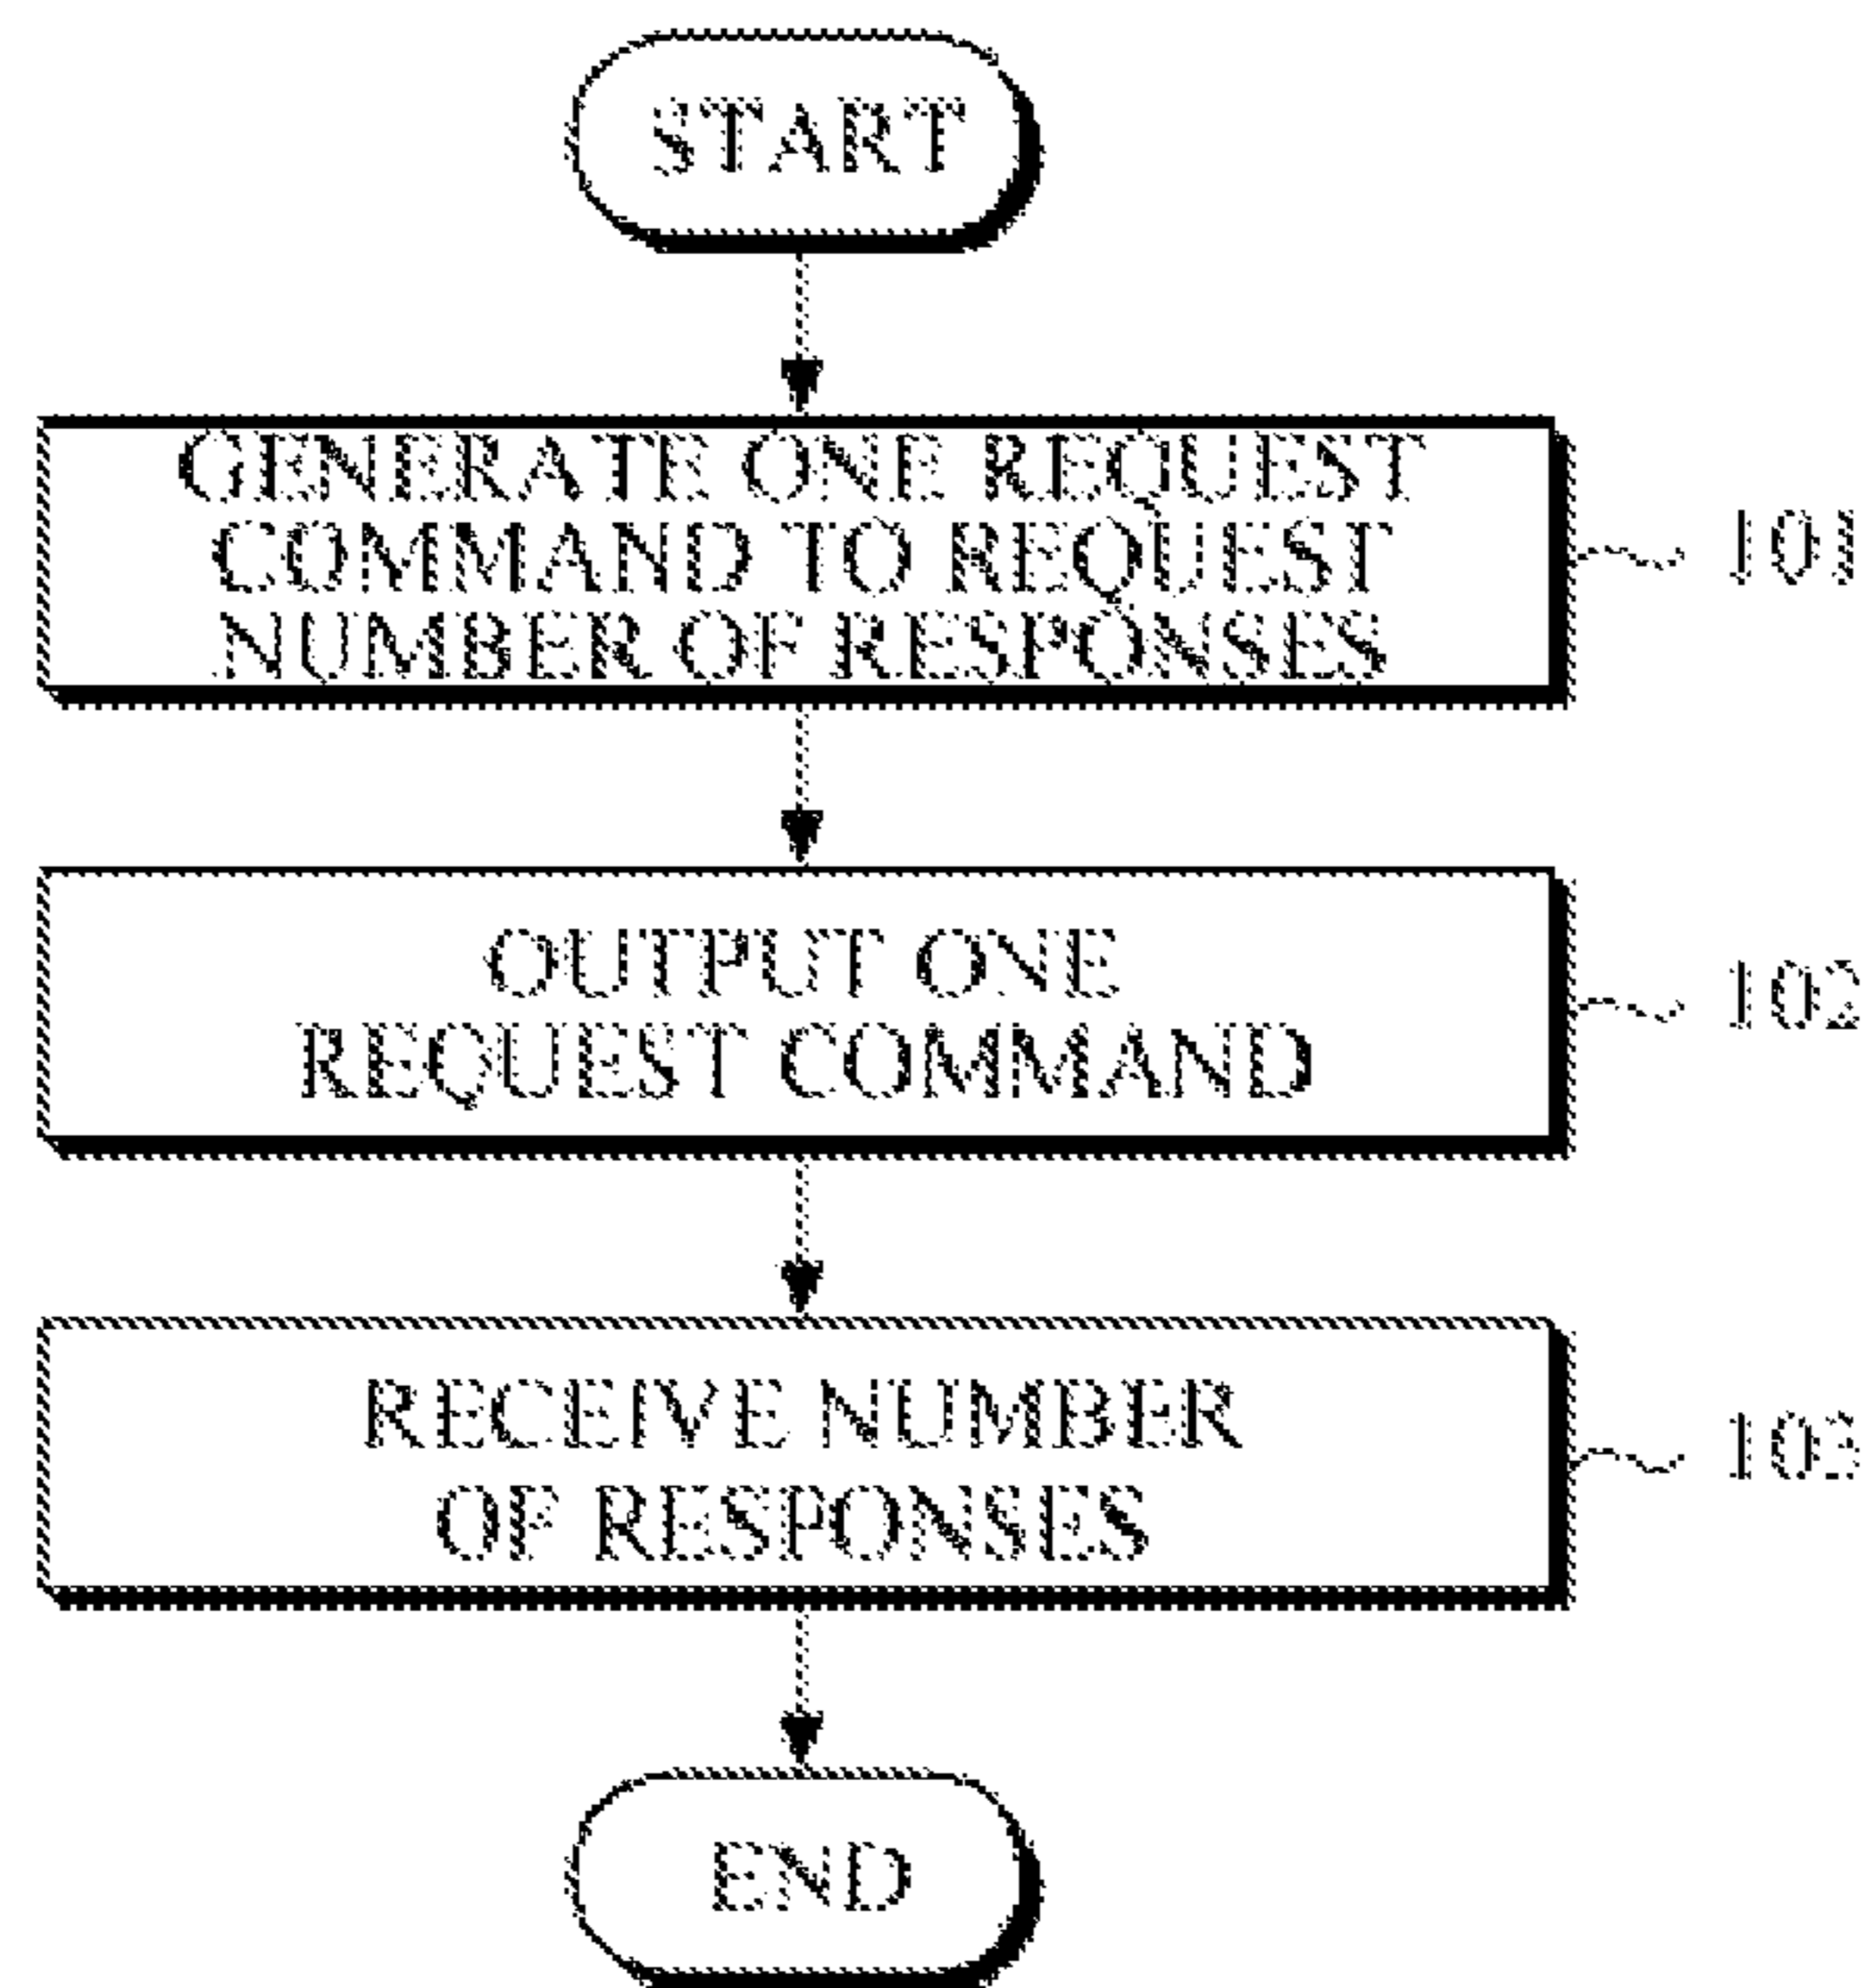 START
GENERATE ONE REQUEST
COMMAND TO REQUEST
NUMBER OF RESPONSES
101
OUTPUT ONE
REQUEST COMMAND
102
RECEIVE NUMBER
OF RESPONSES
103
END